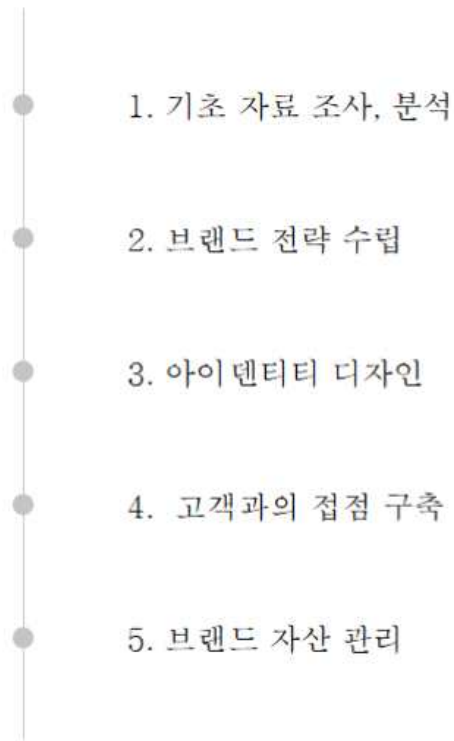 1. 기초 자료 조사, 분석
2. 브랜드 전략 수립
3. 아이덴티티 디자인
4. 고객과의 접점 구축
5. 브랜드 자산 관리